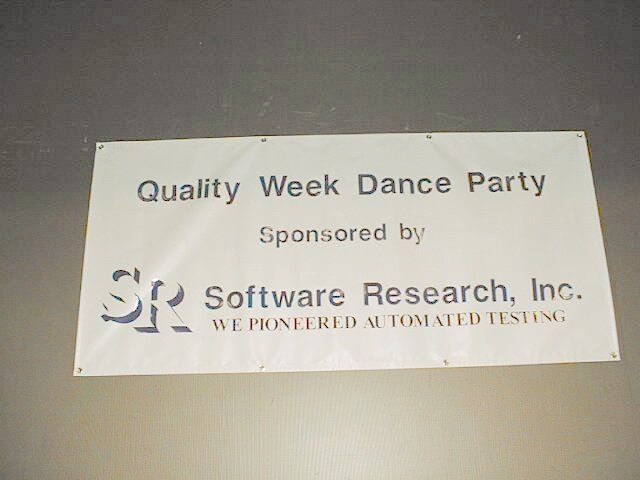 Quality Week Dance Party
Sponsored by
SR Software Research, Inc.
WE PIONEERED AUTOMATED TESTING